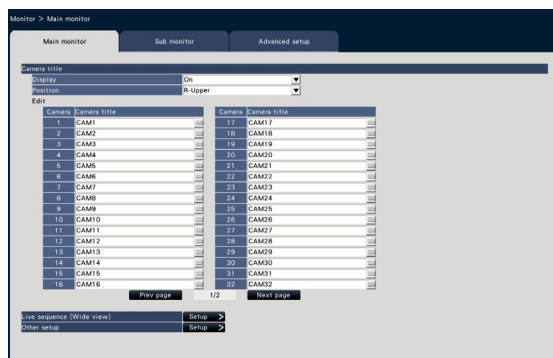 Monitor > Main monitor
Main monitor Sub monitor Advanced setup
Camera title
Display On
Position R-Upper
Edit
Camera Camera title Camera Camera title
1 CAM1 17 CAM17
2 CAM2 18 CAM18
3 CAM3 19 CAM19
4 CAM4 20 CAM20
5 CAM5 21 CAM21
6 CAM6 22 CAM22
7 CAM7 23 CAM23
8 CAM8 24 CAM24
9 CAM9 25 CAM25
10 CAM10 26 CAM26
11 CAM11 27 CAM27
12 CAM12 28 CAM28
13 CAM13 29 CAM29
14 CAM14 30 CAM30
15 CAM15 31 CAM31
16 CAM16 32 CAM32
Prev page 1/2 Next page
Live sequence (Wide view) Setup >
Other setup Setup >